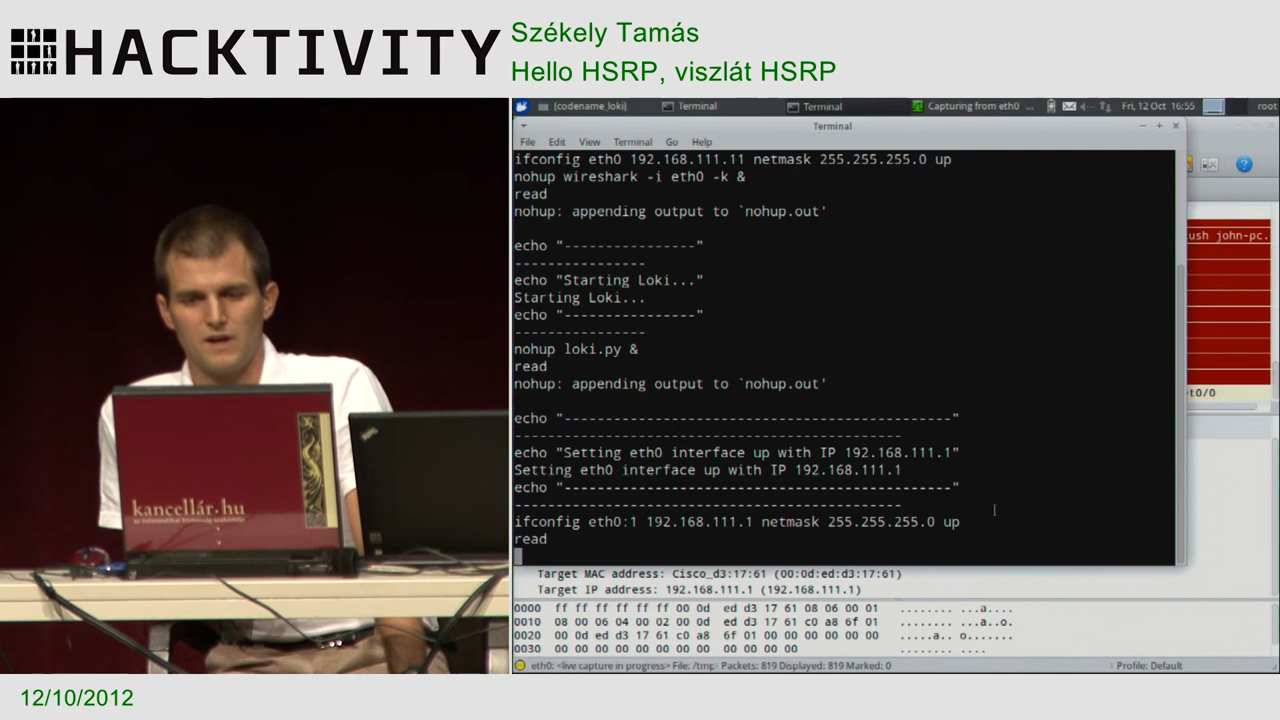 HACKTIVITY
Székely Tamás
Hello HSRP, viszlát HSRP
[codename_loki] Terminal Terminal Capturing from eth0 ... Fri, 12 Oct 16:55 root
Terminal
File Edit View Terminal Go Help
ifconfig eth0 192.168.111.11 netmask 255.255.255.0 up
nohup wireshark -i eth0 -k &
read
nohup: appending output to `nohup.out'
echo "----------------"
----------------
echo "Starting Loki..."
Starting Loki...
echo "----------------"
----------------
nohup loki.py &
read
nohup: appending output to `nohup.out'
echo "-----------------------------------------------"
-----------------------------------------------
echo "Setting eth0 interface up with IP 192.168.111.1"
Setting eth0 interface up with IP 192.168.111.1
echo "-----------------------------------------------"
-----------------------------------------------
ifconfig eth0:1 192.168.111.1 netmask 255.255.255.0 up
read
ush john-pc.
t0/0
Target MAC address: Cisco_d3:17:61 (00:0d:ed:d3:17:61)
Target IP address: 192.168.111.1 (192.168.111.1)
0000 ff ff ff ff ff ff 00 0d ed d3 17 61 08 06 00 01 ........ ...a....
0010 08 00 06 04 00 02 00 0d ed d3 17 61 c0 a8 6f 01 ........ ...a..o.
0020 00 0d ed d3 17 61 c0 a8 6f 01 00 00 00 00 00 00 .....a.. o.......
0030 00 00 00 00 00 00 00 00 00 00 00 00 ........ ....
eth0: <live capture in progress> File: /tmp Packets: 819 Displayed: 819 Marked: 0 Profile: Default
kancellár.hu
az informatikai biztonság szakértője
12/10/2012